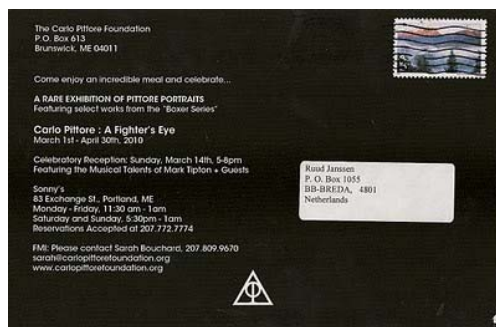 The Carlo Pittore Foundation
P.O. Box 613
Brunswick, ME 04011
Come enjoy an incredible meal and celebrate...
A RARE EXHIBITION OF PITTORE PORTRAITS
Featuring select works from the "Boxer Series"
Carlo Pittore : A Fighter's Eye
March 1st - April 30th, 2010
Celebratory Reception: Sunday, March 14th, 5-8pm
Featuring the Musical Talents of Mark Tipton + Guests
Sonny's
83 Exchange St., Portland, ME
Monday - Friday, 11:30 am - 1am
Saturday and Sunday, 5:30pm - 1am
Reservations Accepted at 207.772.7774
FMI: Please contact Sarah Bouchard, 207.809.9670
sarah@carlopittorefoundation.org
www.carlopittorefoundation.org
Ruud Janssen
P. O. Box 1055
BB-BREDA, 4801
Netherlands